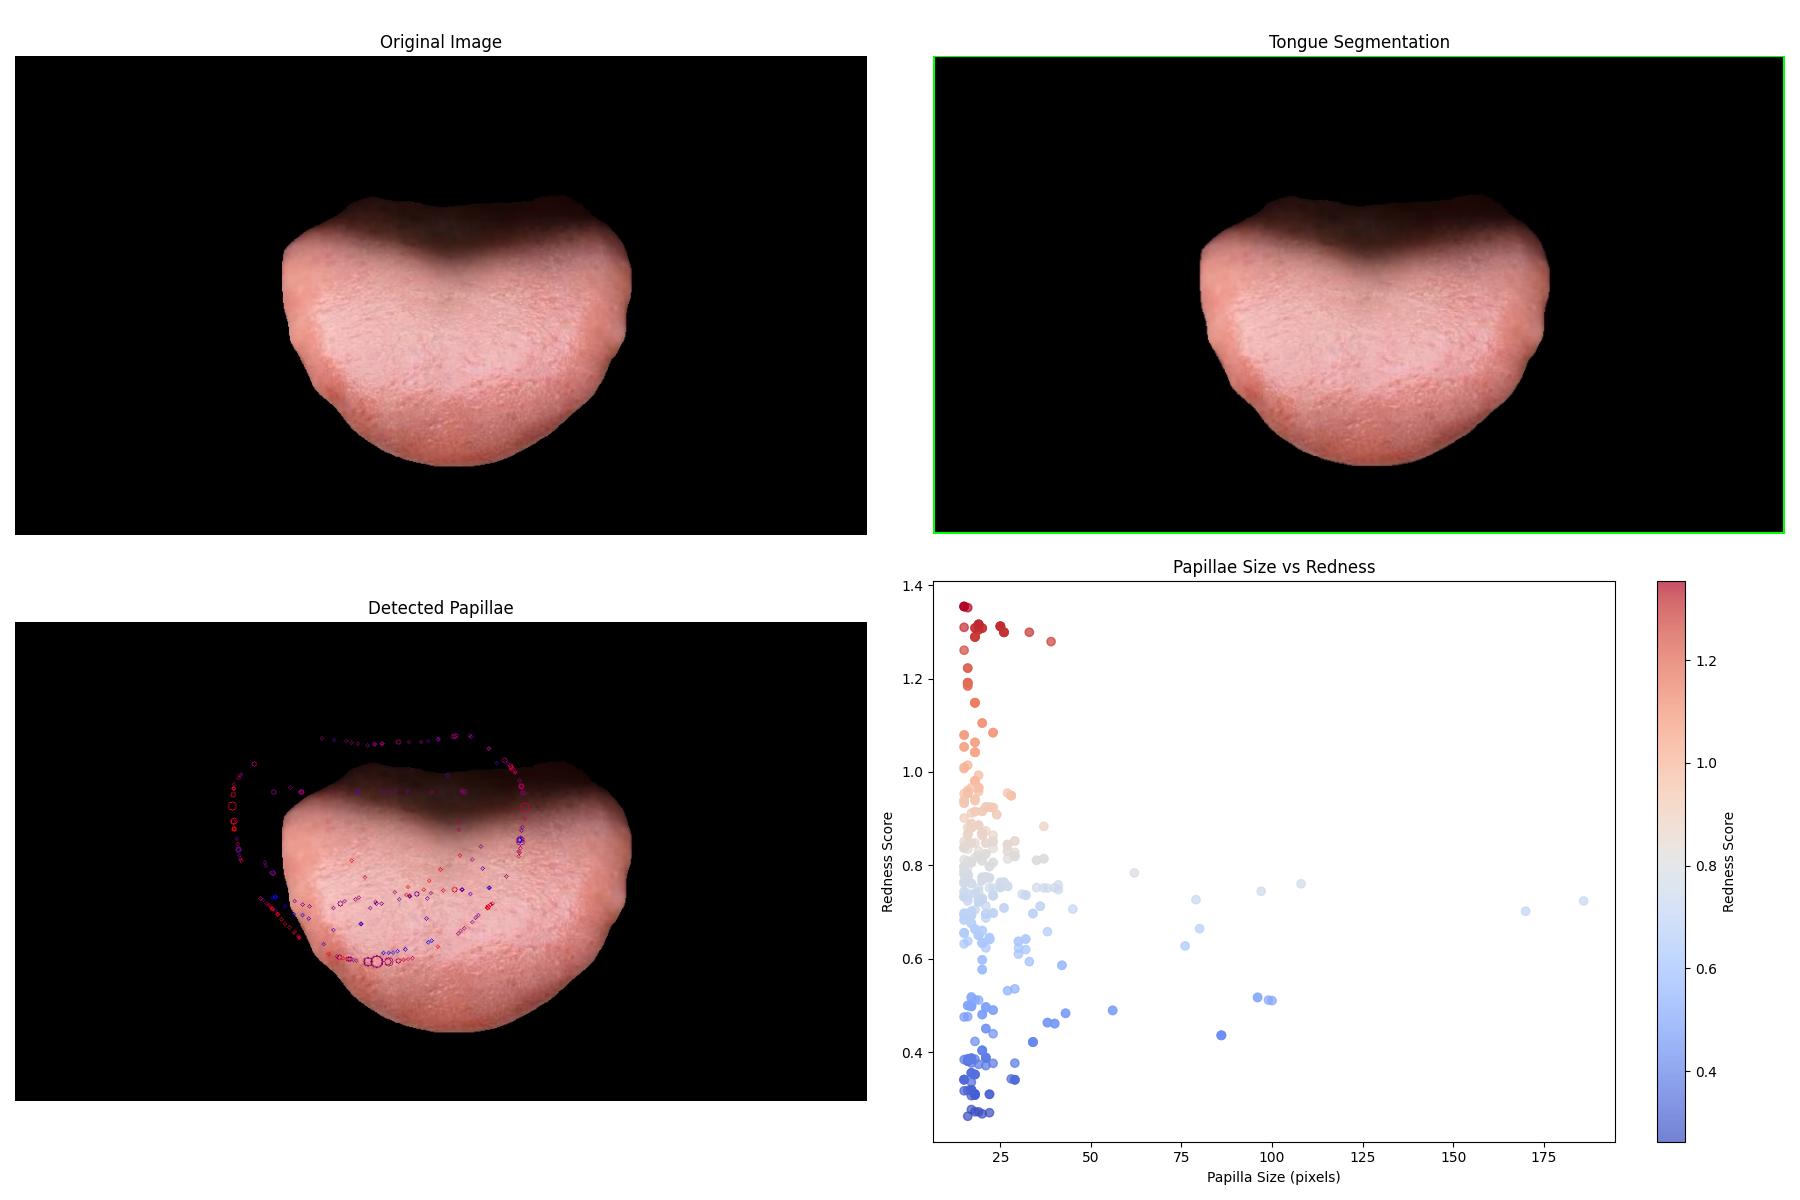 Original Image
Tongue Segmentation
Detected Papillae
Papillae Size vs Redness
1.4
1.2
1.0
0.8
0.6
0.4
Redness Score
25
50
75
100
125
150
175
Papilla Size (pixels)
1.2
1.0
0.8
0.6
0.4
Redness Score